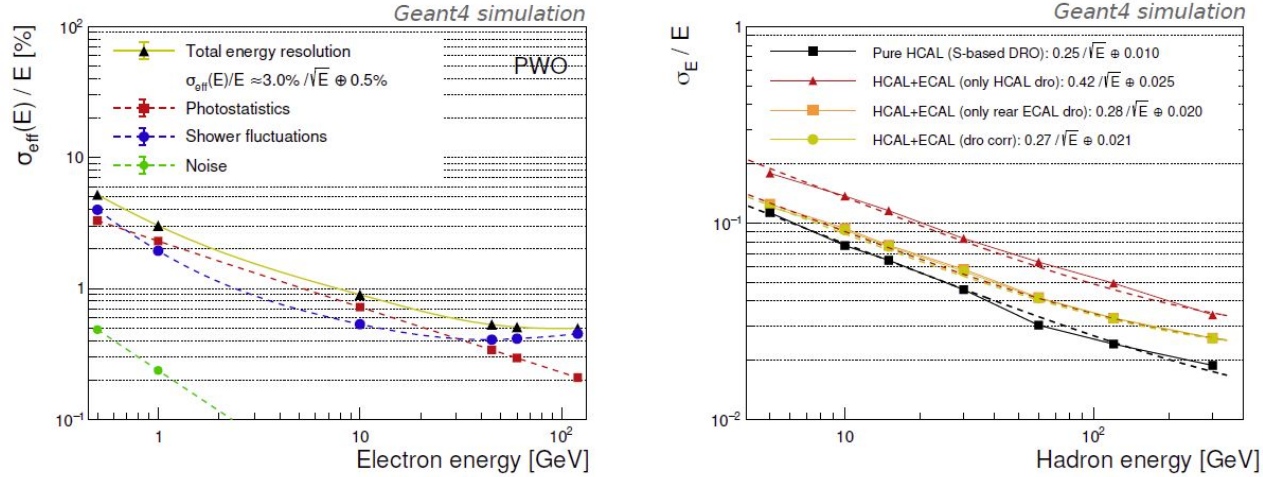 Geant4 simulation
σeff(E) / E [%]
10²
10
1
10⁻¹
Total energy resolution
σeff(E)/E ≈3.0% /√E ⊕ 0.5%
PWO
Photostatistics
Shower fluctuations
Noise
1
10
10²
Electron energy [GeV]
Geant4 simulation
σE / E
1
10⁻¹
10⁻²
Pure HCAL (S-based DRO): 0.25/√E ⊕ 0.010
HCAL+ECAL (only HCAL dro): 0.42/√E ⊕ 0.025
HCAL+ECAL (only rear ECAL dro): 0.28/√E ⊕ 0.020
HCAL+ECAL (dro corr): 0.27/√E ⊕ 0.021
10
10²
Hadron energy [GeV]